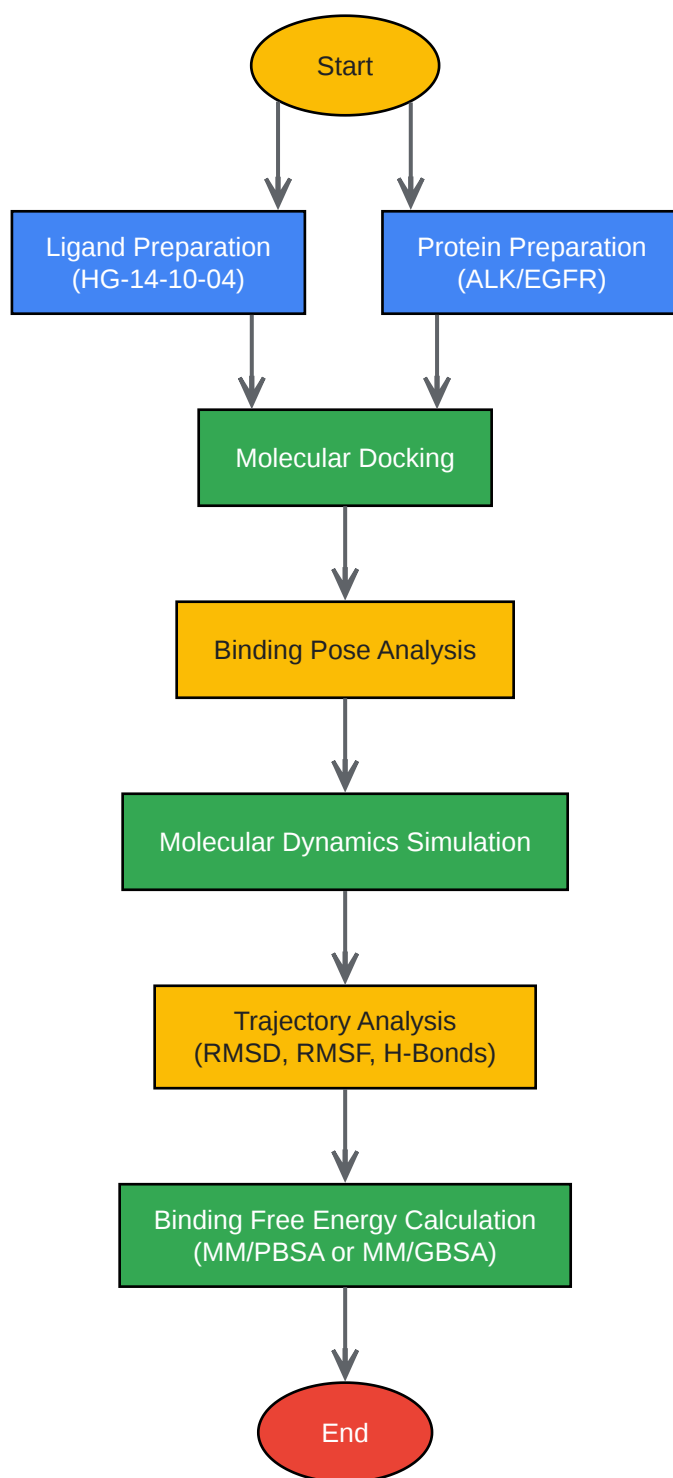 Start
Ligand Preparation
(HG-14-10-04)
Protein Preparation
(ALK/EGFR)
Molecular Docking
Binding Pose Analysis
Molecular Dynamics Simulation
Trajectory Analysis
(RMSD, RMSF, H-Bonds)
Binding Free Energy Calculation
(MM/PBSA or MM/GBSA)
End